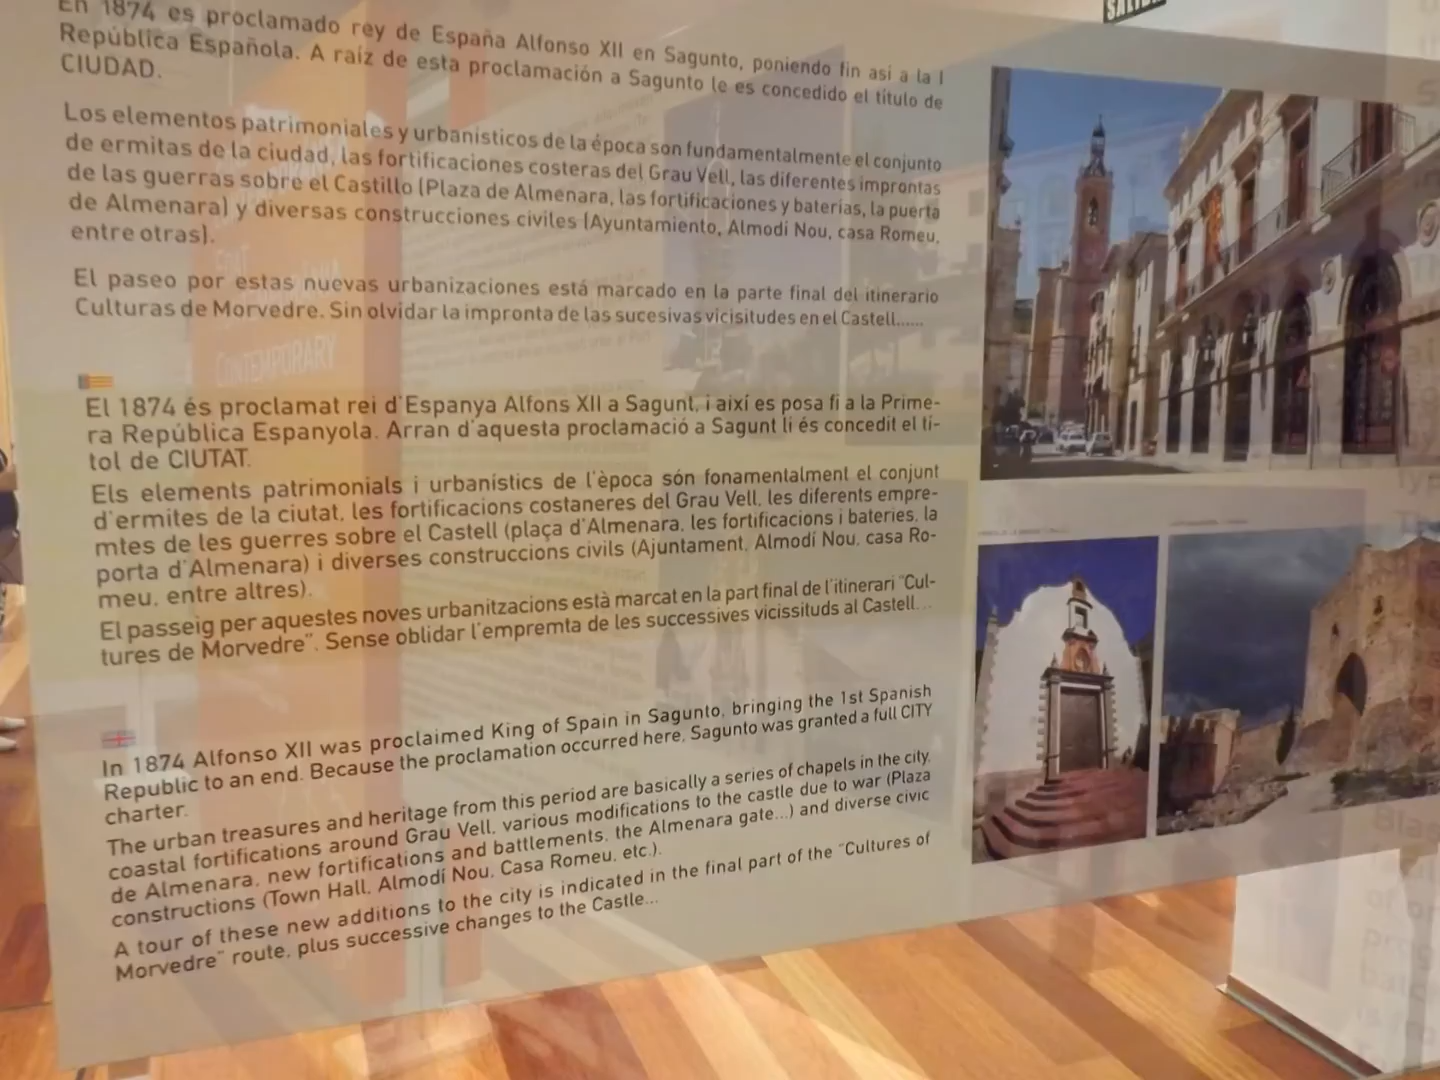 SALIDA
En 1874 es proclamado rey de España Alfonso XII en Sagunto, poniendo fin asi a la I
República Española. A raíz de esta proclamación a Sagunto le es concedido el título de
CIUDAD.
Los elementos patrimoniales y urbanísticos de la época son fundamentalmente el conjunto
de ermitas de la ciudad, las fortificaciones costeras del Grau Vell, las diferentes improntas
de las guerras sobre el Castillo (Plaza de Almenara, las fortificaciones y baterías, la puerta
de Almenara) y diversas construcciones civiles (Ayuntamiento, Almodí Nou, casa Romeu,
entre otras).
El paseo por estas nuevas urbanizaciones está marcado en la parte final del itinerario
Culturas de Morvedre. Sin olvidar la impronta de las sucesivas vicisitudes en el Castell......
CONTEMPORARY
El 1874 és proclamat rei d'Espanya Alfons XII a Sagunt, i així es posa fi a la Prime-
ra República Espanyola. Arran d'aquesta proclamació a Sagunt li és concedit el tí-
tol de CIUTAT.
Els elements patrimonials i urbanístics de l'època són fonamentalment el conjunt
d'ermites de la ciutat, les fortificacions costaneres del Grau Vell, les diferents empre-
mtes de les guerres sobre el Castell (plaça d'Almenara, les fortificacions i bateries, la
porta d'Almenara) i diverses construccions civils (Ajuntament, Almodí Nou, casa Ro-
meu, entre altres).
El passeig per aquestes noves urbanitzacions està marcat en la part final de l'itinerari "Cul-
tures de Morvedre". Sense oblidar l'empremta de les successives vicissituds al Castell...
In 1874 Alfonso XII was proclaimed King of Spain in Sagunto, bringing the 1st Spanish
Republic to an end. Because the proclamation occurred here, Sagunto was granted a full CITY
charter.
The urban treasures and heritage from this period are basically a series of chapels in the city,
coastal fortifications around Grau Vell, various modifications to the castle due to war (Plaza
de Almenara, new fortifications and battlements, the Almenara gate...) and diverse civic
constructions (Town Hall, Almodí Nou, Casa Romeu, etc.).
A tour of these new additions to the city is indicated in the final part of the "Cultures of
Morvedre" route, plus successive changes to the Castle...